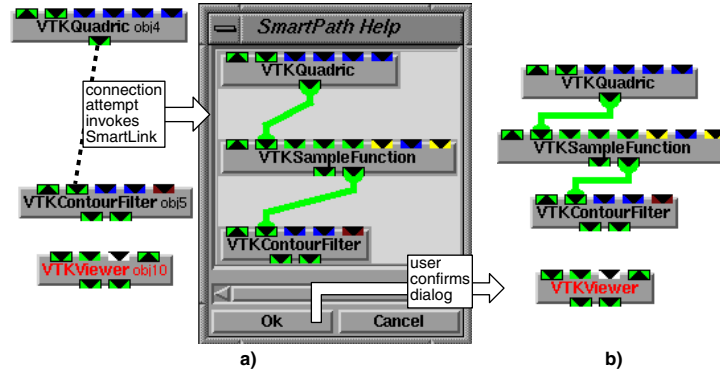 VTKQuadric obj4
connection
attempt
invokes
SmartLink
VTKContourFilter obj5
VTKViewer obj10
SmartPath Help
VTKQuadric
VTKSampleFunction
VTKContourFilter
Ok
Cancel
user
confirms
dialog
VTKQuadric
VTKSampleFunction
VTKContourFilter
VTKViewer
a)
b)